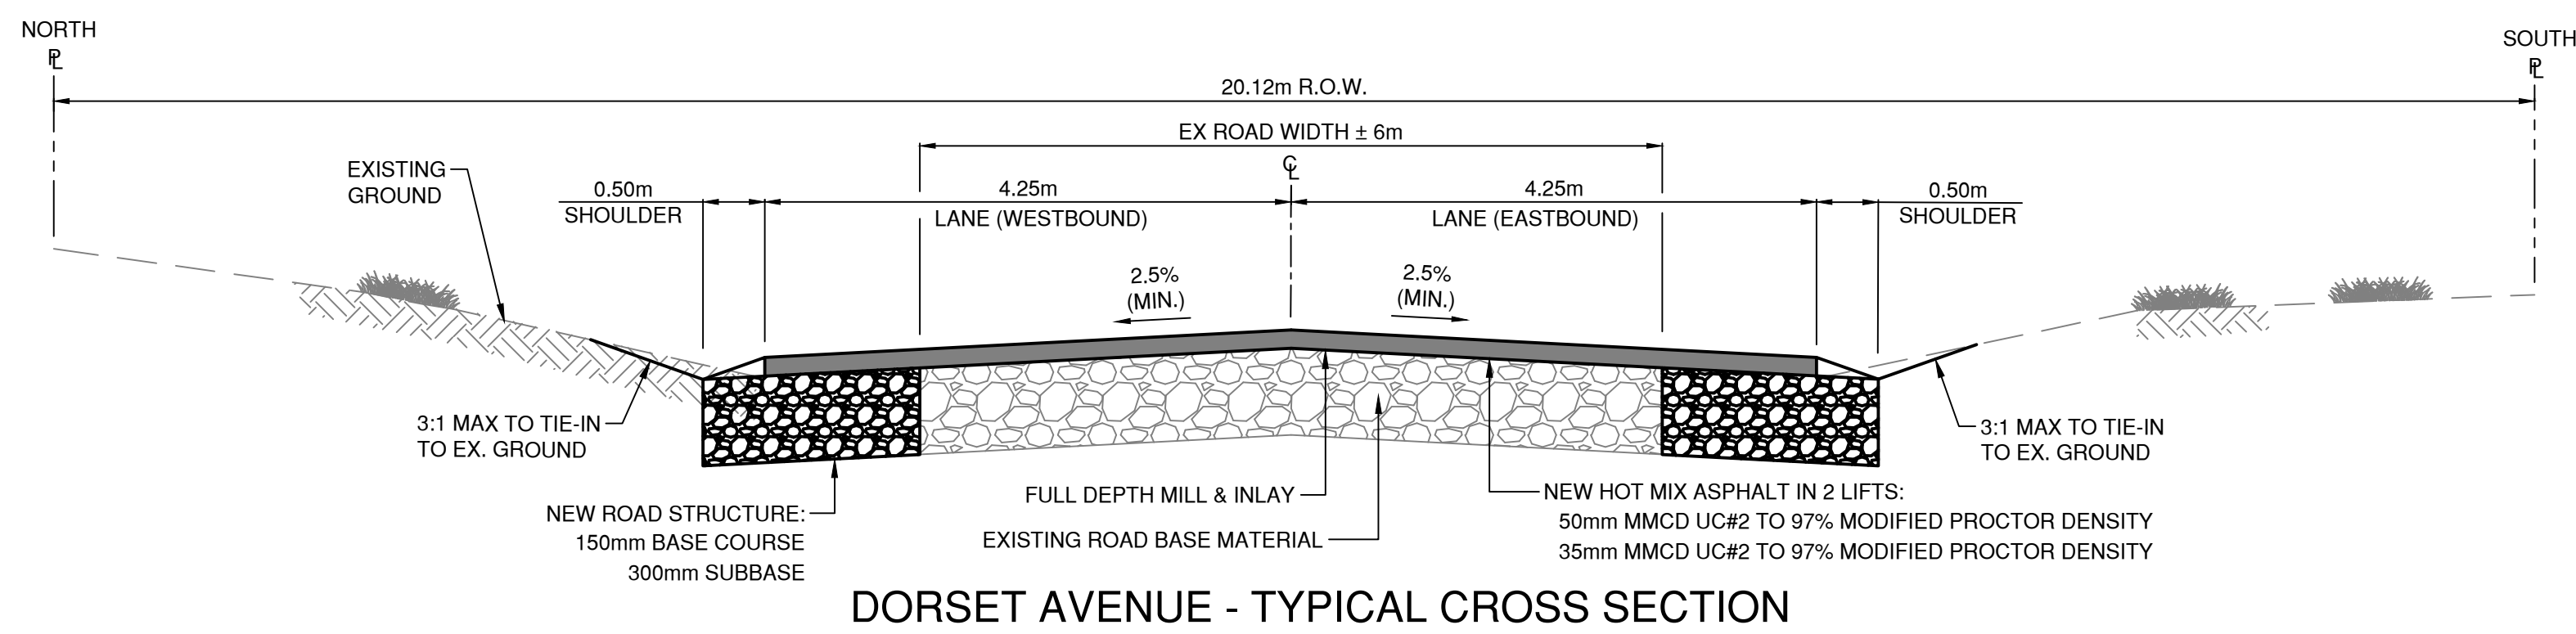 NORTH
PL
SOUTH
PL
20.12m R.O.W.
EX ROAD WIDTH ± 6m
CL
EXISTING
GROUND
0.50m
SHOULDER
4.25m
LANE (WESTBOUND)
4.25m
LANE (EASTBOUND)
0.50m
SHOULDER
2.5%
(MIN.)
2.5%
(MIN.)
3:1 MAX TO TIE-IN
TO EX. GROUND
3:1 MAX TO TIE-IN
TO EX. GROUND
NEW ROAD STRUCTURE:
150mm BASE COURSE
300mm SUBBASE
FULL DEPTH MILL & INLAY
EXISTING ROAD BASE MATERIAL
NEW HOT MIX ASPHALT IN 2 LIFTS:
50mm MMCD UC#2 TO 97% MODIFIED PROCTOR DENSITY
35mm MMCD UC#2 TO 97% MODIFIED PROCTOR DENSITY
DORSET AVENUE - TYPICAL CROSS SECTION